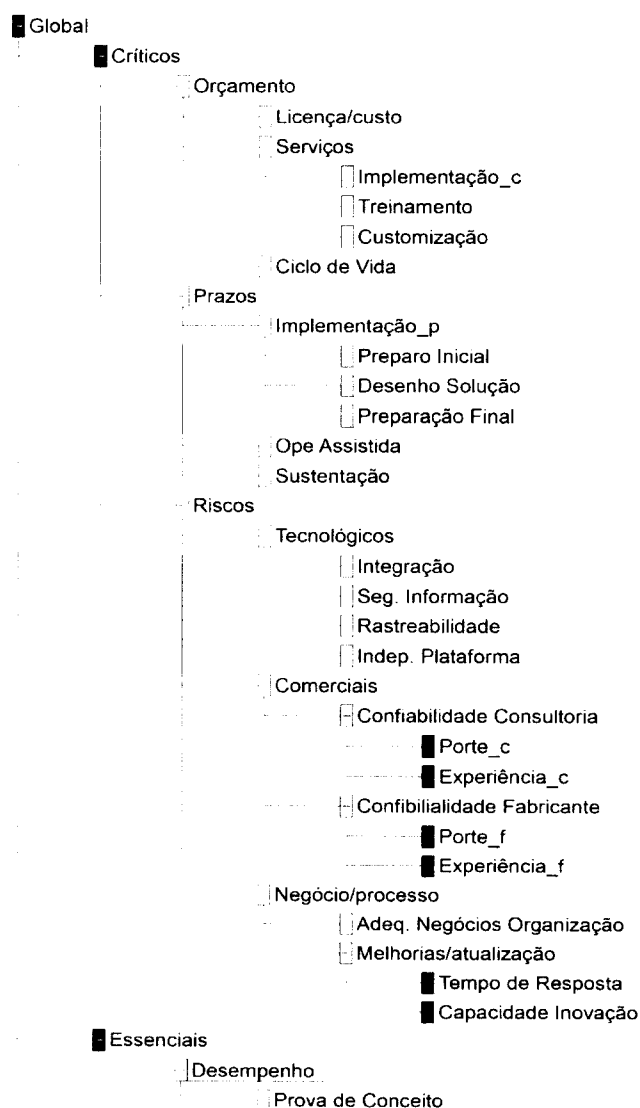 Global
Críticos
Orçamento
Licença/custo
Serviços
Implementação_c
Treinamento
Customização
Ciclo de Vida
Prazos
Implementação_p
Preparo Inicial
Desenho Solução
Preparação Final
Ope Assistida
Sustentação
Riscos
Tecnológicos
Integração
Seg. Informação
Rastreabilidade
Indep. Plataforma
Comerciais
Confiabilidade Consultoria
Porte_c
Experiência_c
Confibilialidade Fabricante
Porte_f
Experiência_f
Negócio/processo
Adeq. Negócios Organização
Melhorias/atualização
Tempo de Resposta
Capacidade Inovação
Essenciais
Desempenho
Prova de Conceito